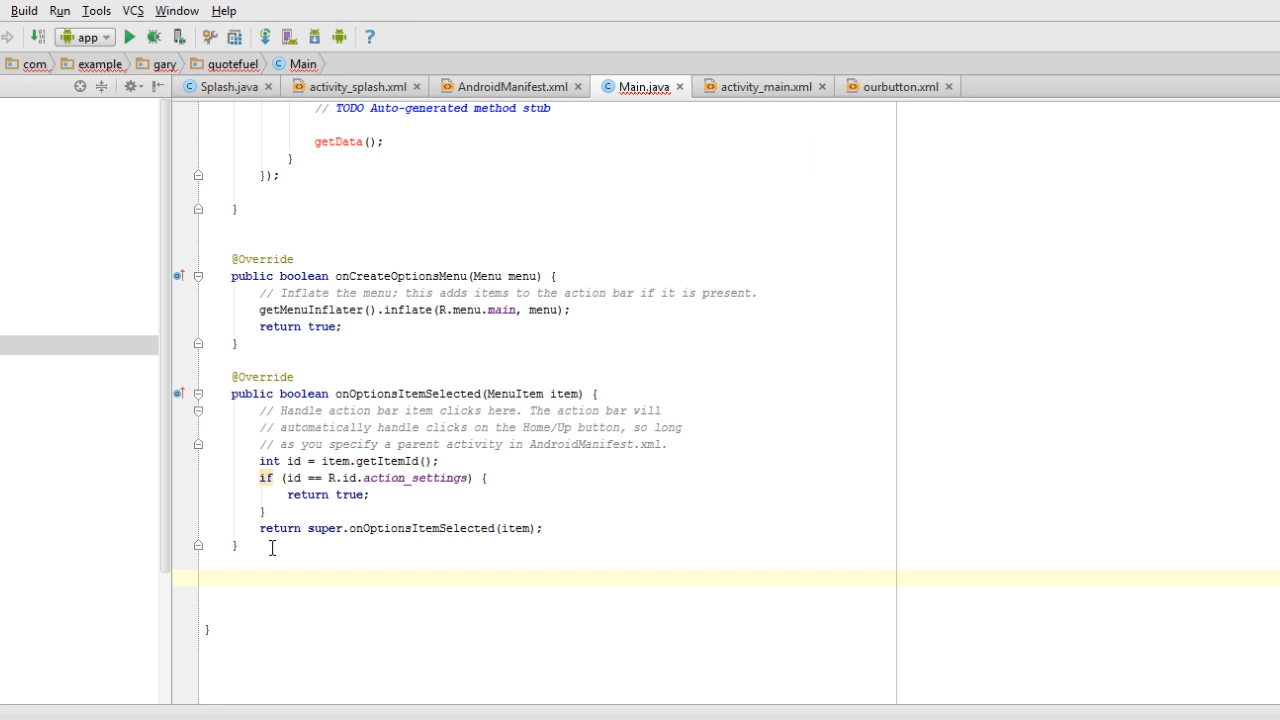 Build Run Tools VCS Window Help
app
com example gary quotefuel Main
Splash.java activity_splash.xml AndroidManifest.xml Main.java activity_main.xml ourbutton.xml
// TODO Auto-generated method stub
getData();
}
});
}
@Override
public boolean onCreateOptionsMenu(Menu menu) {
// Inflate the menu; this adds items to the action bar if it is present.
getMenuInflater().inflate(R.menu.main, menu);
return true;
}
@Override
public boolean onOptionsItemSelected(MenuItem item) {
// Handle action bar item clicks here. The action bar will
// automatically handle clicks on the Home/Up button, so long
// as you specify a parent activity in AndroidManifest.xml.
int id = item.getItemId();
if (id == R.id.action_settings) {
return true;
}
return super.onOptionsItemSelected(item);
}
}